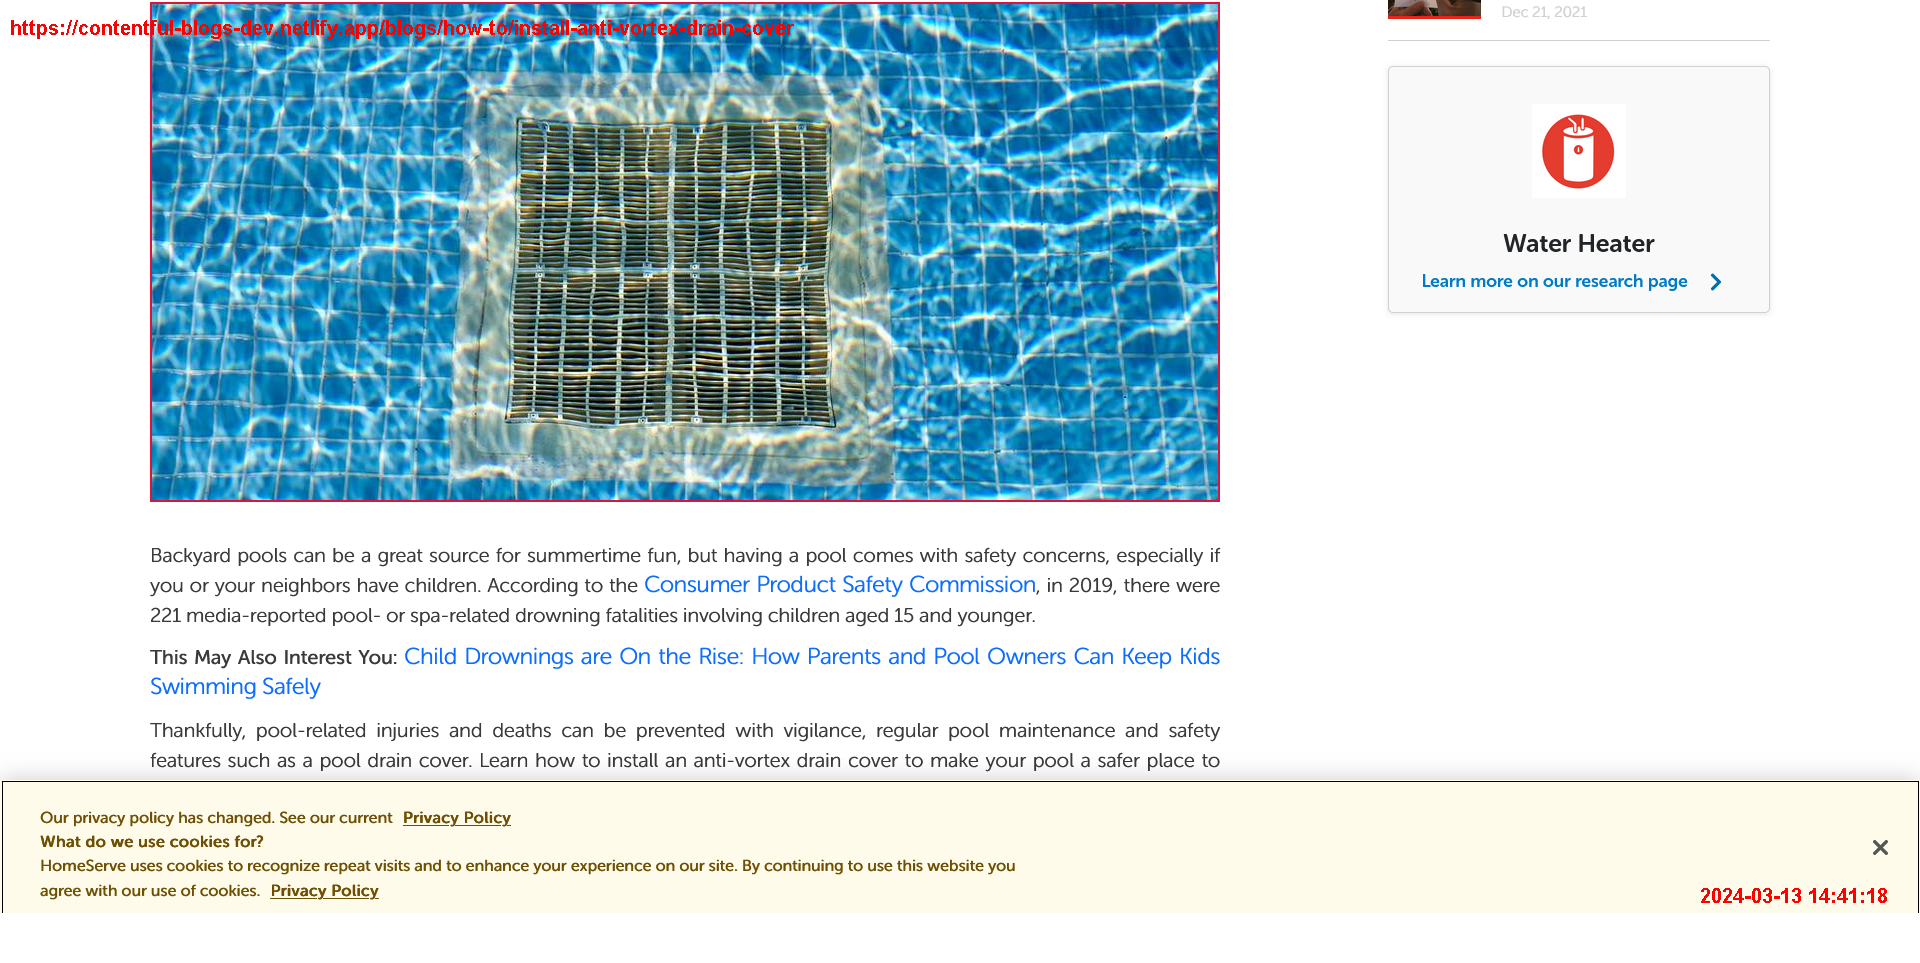 https://contentful-blogs-dev.netlify.app/blogs/how-to/install-anti-vortex-drain-cover
Dec 21, 2021
Water Heater
Learn more on our research page
Backyard pools can be a great source for summertime fun, but having a pool comes with safety concerns, especially if
you or your neighbors have children. According to the Consumer Product Safety Commission, in 2019, there were
221 media-reported pool- or spa-related drowning fatalities involving children aged 15 and younger.
This May Also Interest You: Child Drownings are On the Rise: How Parents and Pool Owners Can Keep Kids
Swimming Safely
Thankfully, pool-related injuries and deaths can be prevented with vigilance, regular pool maintenance and safety
features such as a pool drain cover. Learn how to install an anti-vortex drain cover to make your pool a safer place to
Our privacy policy has changed. See our current Privacy Policy
What do we use cookies for?
HomeServe uses cookies to recognize repeat visits and to enhance your experience on our site. By continuing to use this website you
agree with our use of cookies. Privacy Policy
2024-03-13 14:41:18